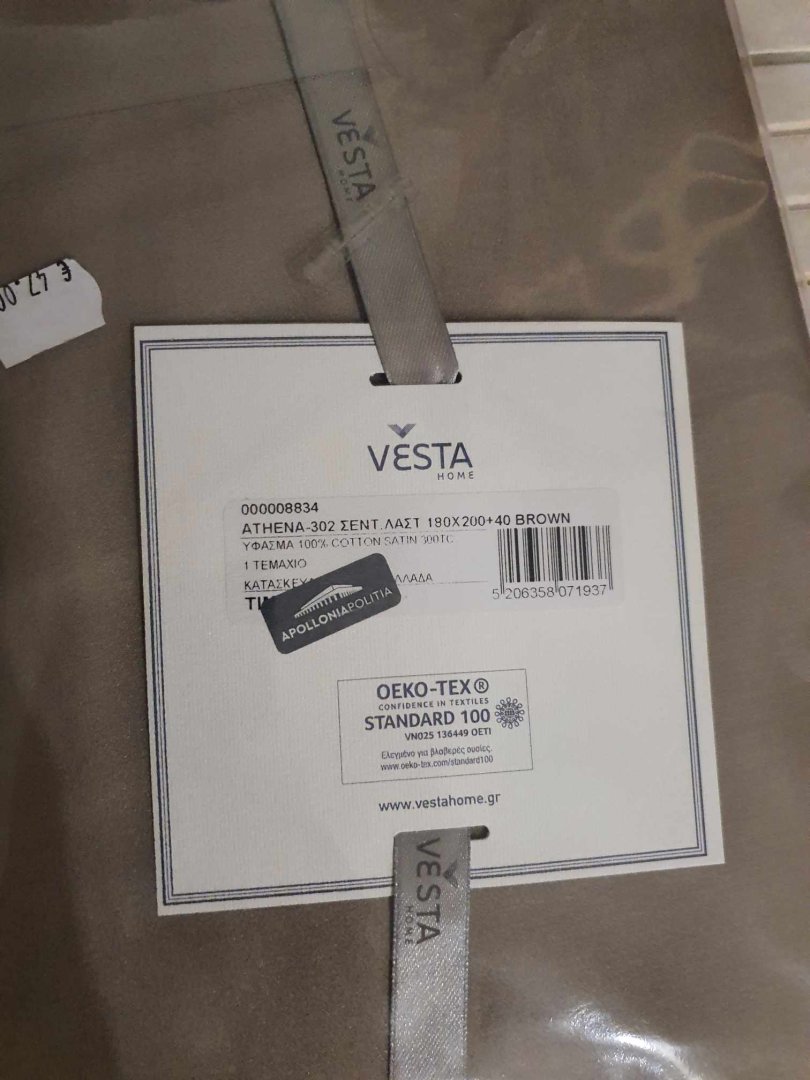 VESTA
HOME
€ 47.00
VESTA
HOME
000008834
ATHENA-302 ΣΕΝΤ.ΛΑΣΤ 180X200+40 BROWN
ΥΦΑΣΜΑ 100% COTTON SATIN 300TC
1 ΤΕΜΑΧΙΟ
5 206358 071937
APOLLONIAPOLITIA
OEKO-TEX®
CONFIDENCE IN TEXTILES
STANDARD 100
VN025 136449 OETI
Ελεγμένο για βλαβερές ουσίες.
www.oeko-tex.com/standard100
www.vestahome.gr
VESTA
HOME